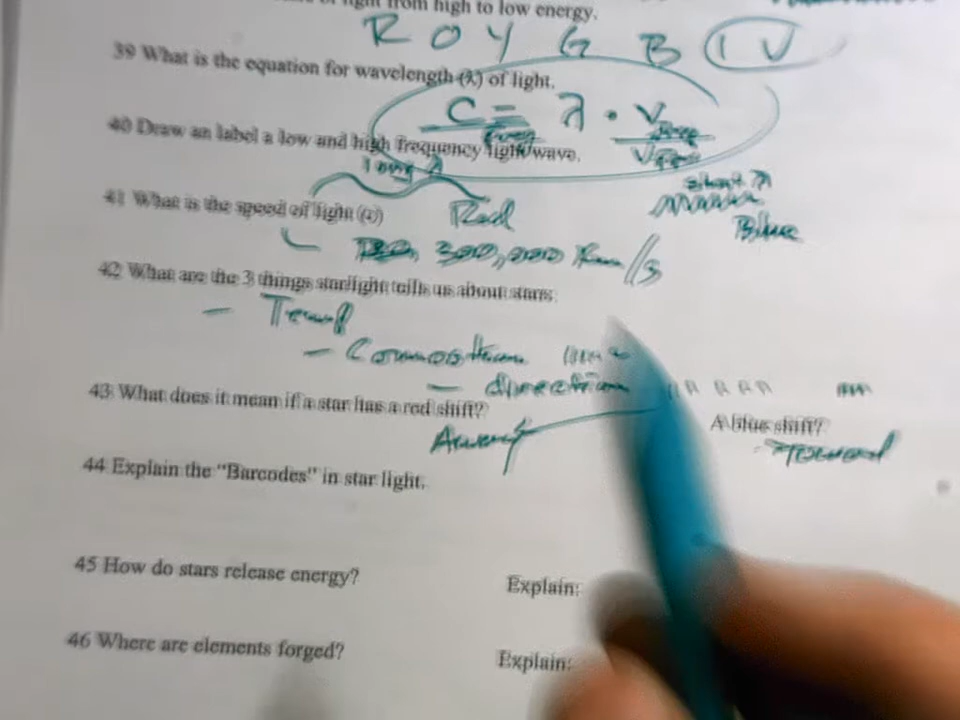 light from high to low energy.
R O Y G B I V
39 What is the equation for wavelength (λ) of light.
C = λ · V
40 Draw an label a low and high frequency light wave.
long λ
short λ
41 What is the speed of light (c)
Red
Blue
300,000 Km/s
42 What are the 3 things starlight tells us about stars.
- Temp
- Composition
- direction
43 What does it mean if a star has a red shift?
A blue shift?
Away
- Toward
44 Explain the "Barcodes" in star light.
45 How do stars release energy?
Explain:
46 Where are elements forged?
Explain: